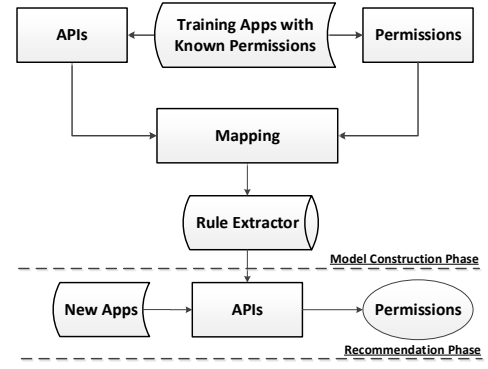 APIs
Training Apps with
Known Permissions
Permissions
Mapping
Rule Extractor
Model Construction Phase
New Apps
APIs
Permissions
Recommendation Phase